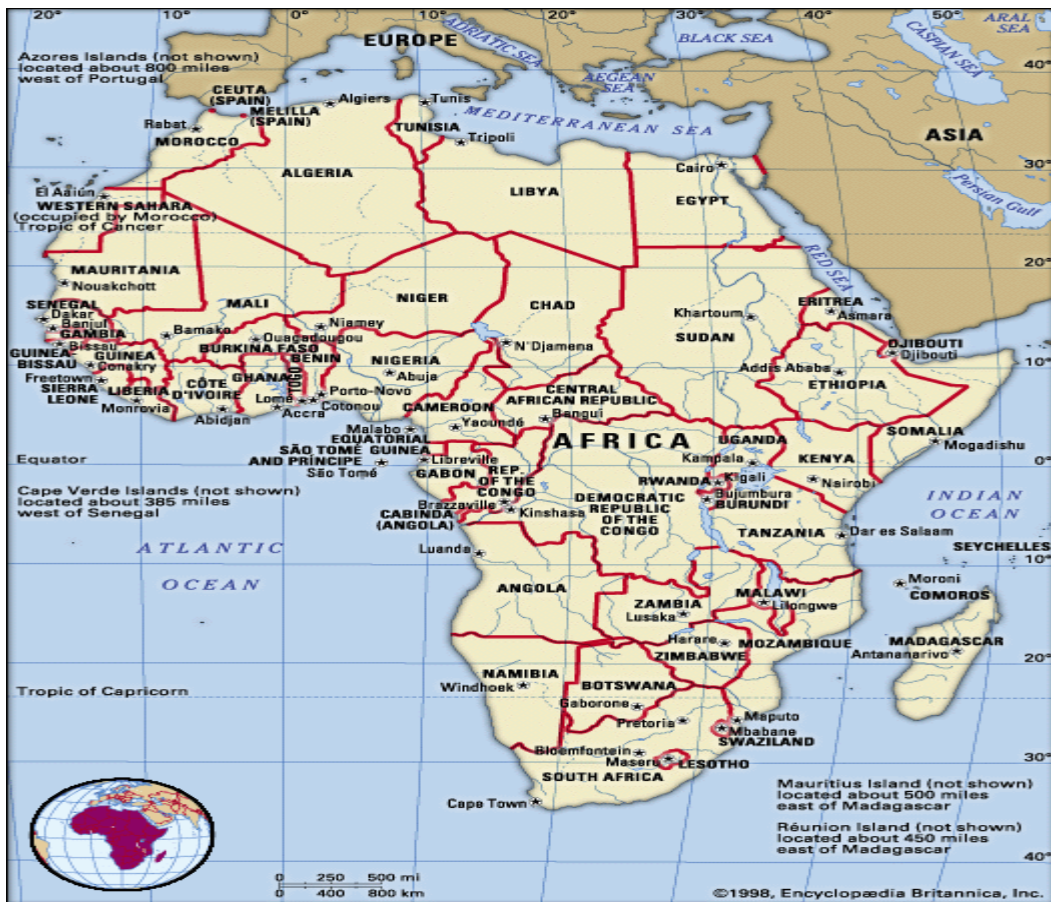 20°
10°
0°
10°
20°
30°
40°
50°
EUROPE
ADRIATIC SEA
BLACK SEA
CASPIAN SEA
ARAL
SEA
Azores Islands (not shown)
located about 800 miles
west of Portugal
AEGEAN
SEA
40°
CEUTA
(SPAIN)
MELILLA
(SPAIN)
Algiers
Tunis
MEDITERRANEAN SEA
ASIA
Rabat
MOROCCO
TUNISIA
Tripoli
ALGERIA
LIBYA
Cairo
EGYPT
30°
Persian Gulf
El Aaiún
WESTERN SAHARA
(occupied by Morocco)
Tropic of Cancer
RED SEA
MAURITANIA
Nouakchott
MALI
NIGER
CHAD
SUDAN
Khartoum
ERITREA
Asmara
20°
SENEGAL
Dakar
Banjul
GAMBIA
Bissau
GUINEA
BISSAU
GUINEA
Conakry
Bamako
Niamey
Ouagadougou
BURKINA FASO
BENIN
NIGERIA
Abuja
N'Djamena
DJIBOUTI
Djibouti
Addis Ababa
ETHIOPIA
10°
Freetown
SIERRA
LEONE
LIBERIA
Monrovia
CÔTE
D'IVOIRE
Abidjan
GHANA
TOGO
Lomé
Accra
Porto-Novo
Cotonou
CENTRAL
AFRICAN REPUBLIC
Bangui
CAMEROON
Yaoundé
Malabo
EQUATORIAL
GUINEA
SÃO TOMÉ
AND PRÍNCIPE
São Tomé
Libreville
GABON
REP.
OF THE
CONGO
AFRICA
UGANDA
Kampala
KENYA
Nairobi
SOMALIA
Mogadishu
Equator
0°
Cape Verde Islands (not shown)
located about 385 miles
west of Senegal
Brazzaville
CABINDA
(ANGOLA)
Kinshasa
DEMOCRATIC
REPUBLIC
OF THE
CONGO
RWANDA
Kigali
Bujumbura
BURUNDI
TANZANIA
Dar es Salaam
INDIAN
OCEAN
SEYCHELLES
ATLANTIC
OCEAN
Luanda
10°
ANGOLA
ZAMBIA
Lusaka
MALAWI
Lilongwe
Moroni
COMOROS
Harare
ZIMBABWE
MOZAMBIQUE
MADAGASCAR
Antananarivo
20°
NAMIBIA
Windhoek
BOTSWANA
Gaborone
Tropic of Capricorn
Pretoria
Maputo
Mbabane
SWAZILAND
Bloemfontein
Maseru
LESOTHO
30°
SOUTH AFRICA
Cape Town
Mauritius Island (not shown)
located about 500 miles
east of Madagascar
Réunion Island (not shown)
located about 450 miles
east of Madagascar
40°
0 250 500 mi
0 400 800 km
©1998, Encyclopædia Britannica, Inc.